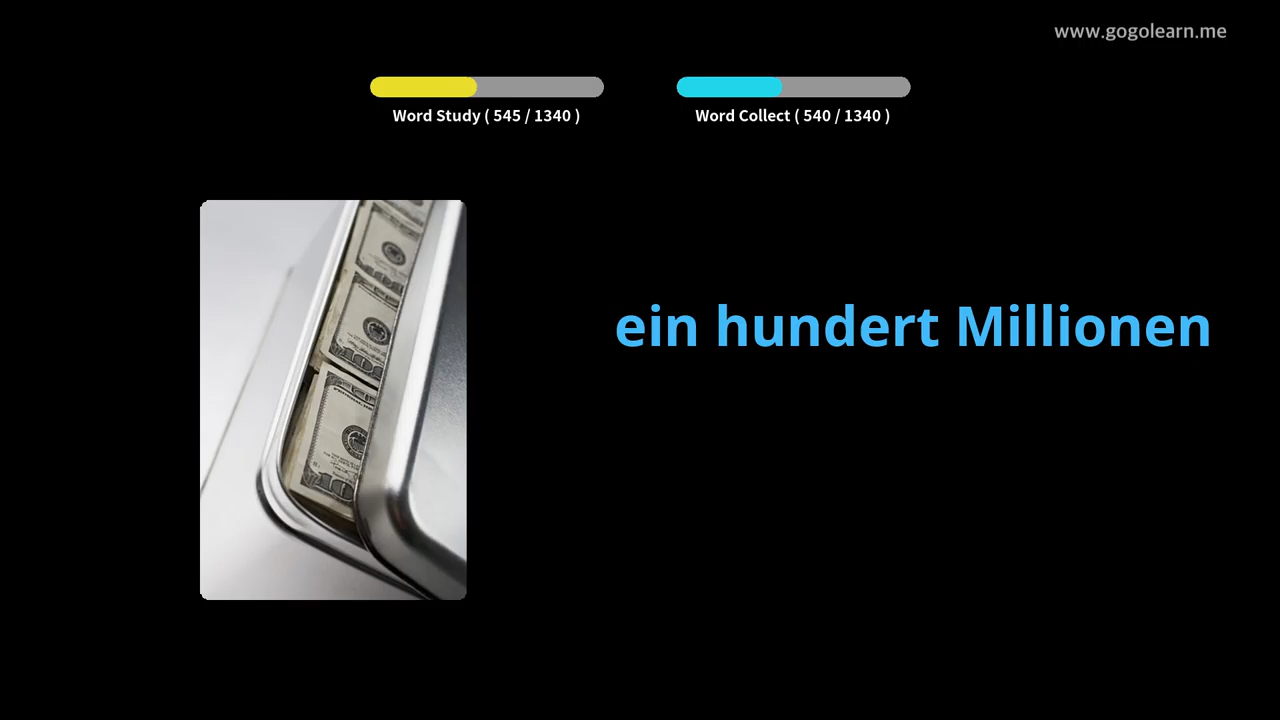 www.gogolearn.me
Word Study ( 545 / 1340 )
Word Collect ( 540 / 1340 )
ein hundert Millionen